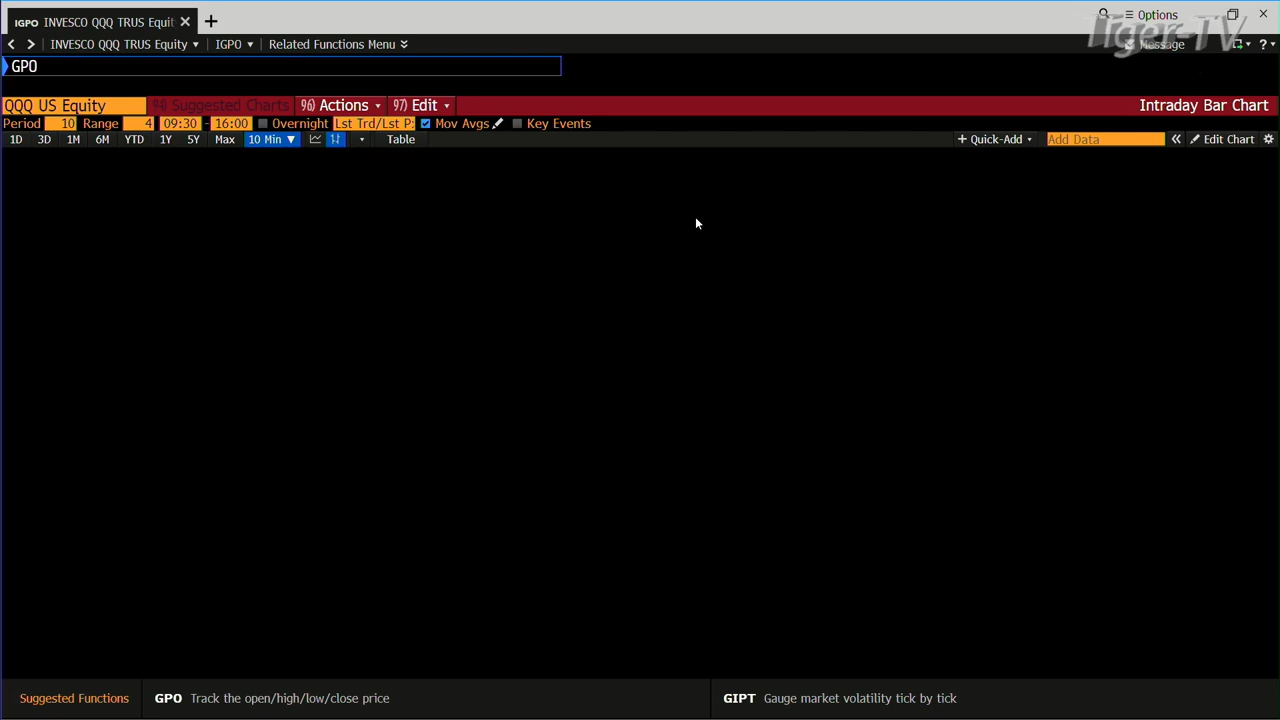 IGPO INVESCO QQQ TRUS Equit
Options
INVESCO QQQ TRUS Equity IGPO Related Functions Menu
Message ?
Tiger-TV
GPO
QQQ US Equity 94) Suggested Charts 96) Actions 97) Edit Intraday Bar Chart
Period 10 Range 4 09:30 - 16:00 Overnight Lst Trd/Lst P: Mov Avgs Key Events
1D 3D 1M 6M YTD 1Y 5Y Max 10 Min ▼ Table + Quick-Add Add Data « Edit Chart
Suggested Functions GPO Track the open/high/low/close price GIPT Gauge market volatility tick by tick